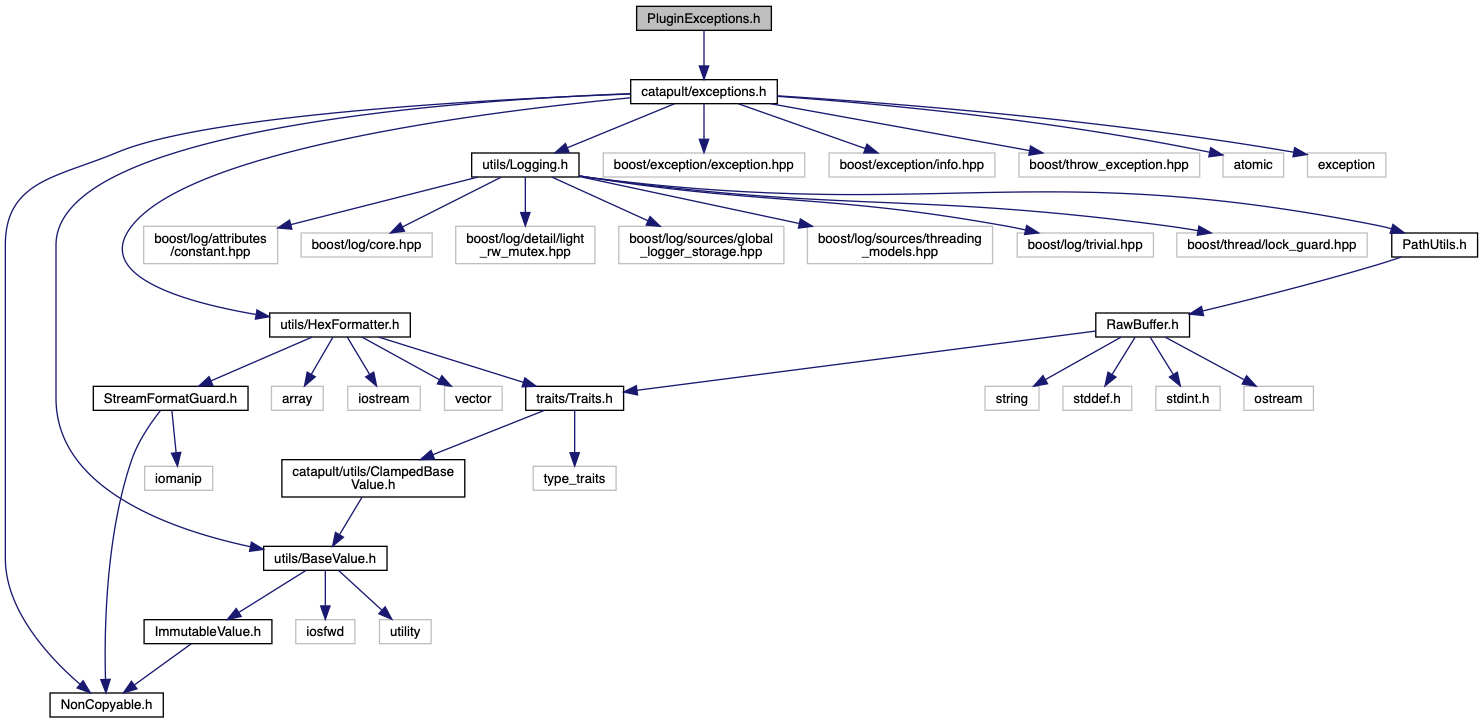 PluginExceptions.h
catapult/exceptions.h
utils/Logging.h
boost/exception/exception.hpp
boost/exception/info.hpp
boost/throw_exception.hpp
atomic
exception
boost/log/attributes
/constant.hpp
boost/log/core.hpp
boost/log/detail/light
_rw_mutex.hpp
boost/log/sources/global
_logger_storage.hpp
boost/log/sources/threading
_models.hpp
boost/log/trivial.hpp
boost/thread/lock_guard.hpp
PathUtils.h
utils/HexFormatter.h
RawBuffer.h
StreamFormatGuard.h
array
iostream
vector
traits/Traits.h
string
stddef.h
stdint.h
ostream
iomanip
catapult/utils/ClampedBase
Value.h
type_traits
utils/BaseValue.h
ImmutableValue.h
iosfwd
utility
NonCopyable.h